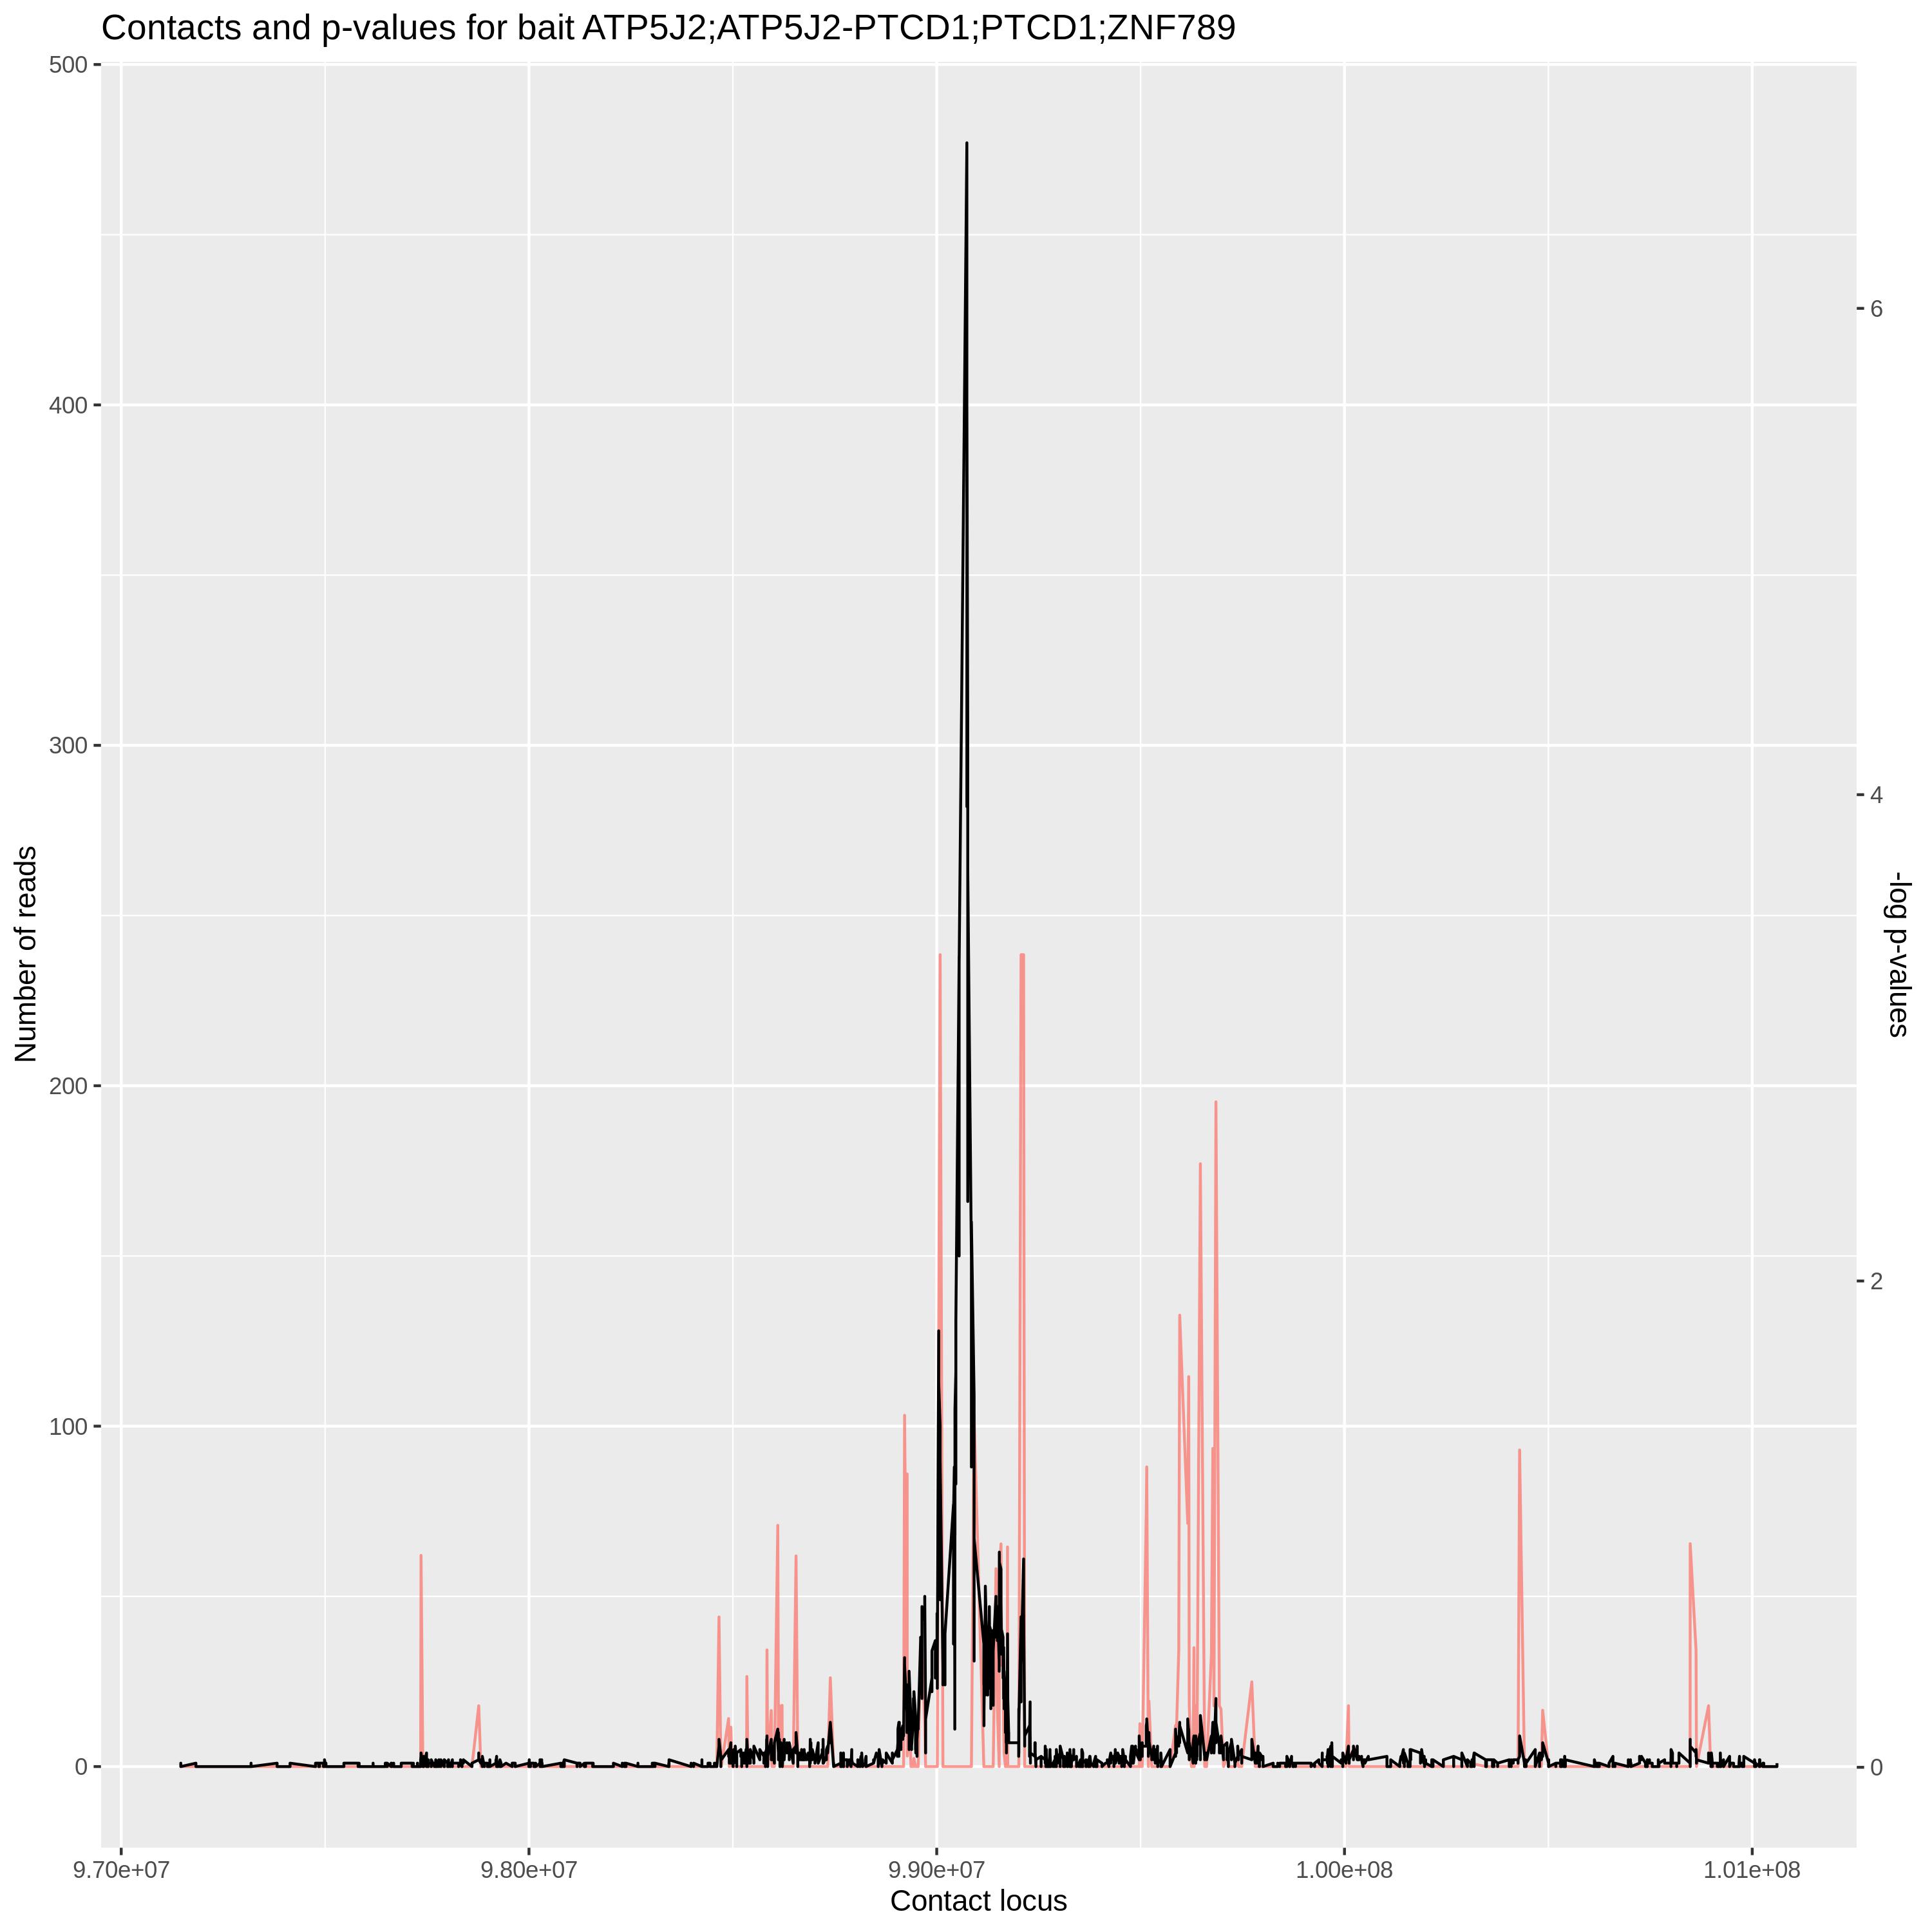 Contacts and p-values for bait ATP5J2;ATP5J2-PTCD1;PTCD1;ZNF789
500
400
300
200
100
0
Number of reads
6
4
2
0
-log p-values
9.70e+07
9.80e+07
9.90e+07
1.00e+08
1.01e+08
Contact locus